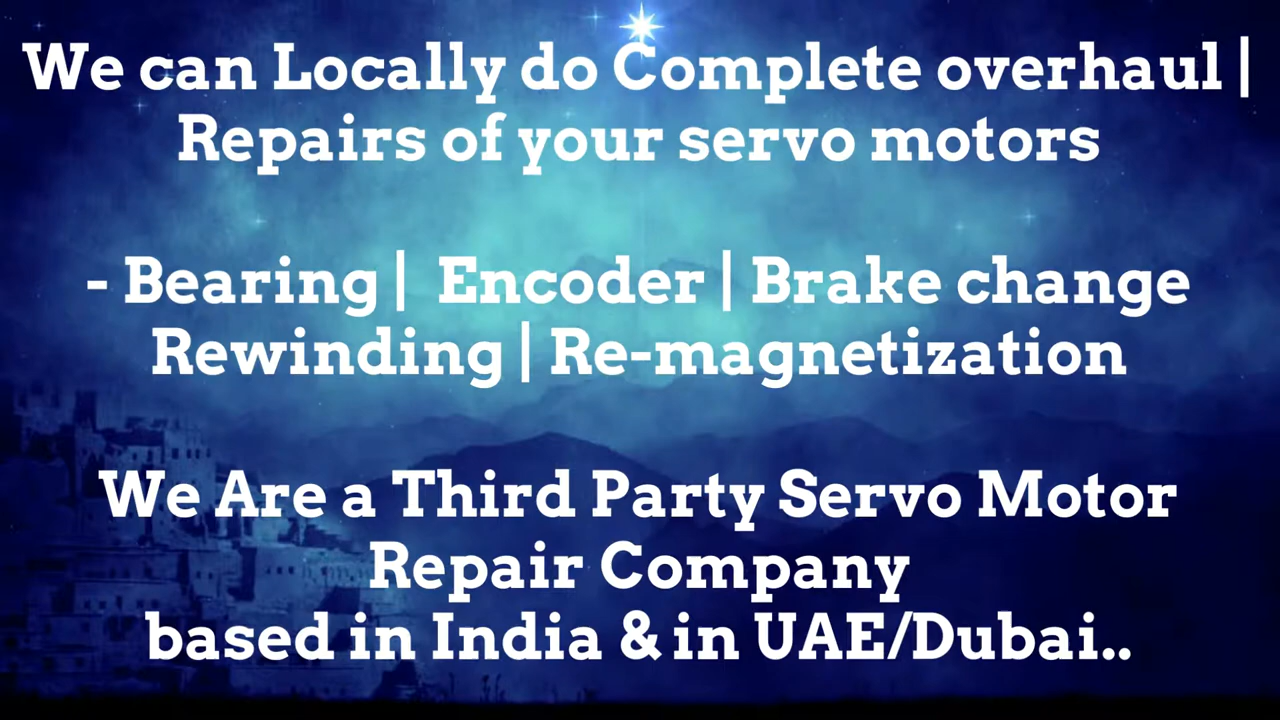 We can Locally do Complete overhaul |
Repairs of your servo motors
- Bearing | Encoder | Brake change
Rewinding | Re-magnetization
We Are a Third Party Servo Motor
Repair Company
based in India & in UAE/Dubai..